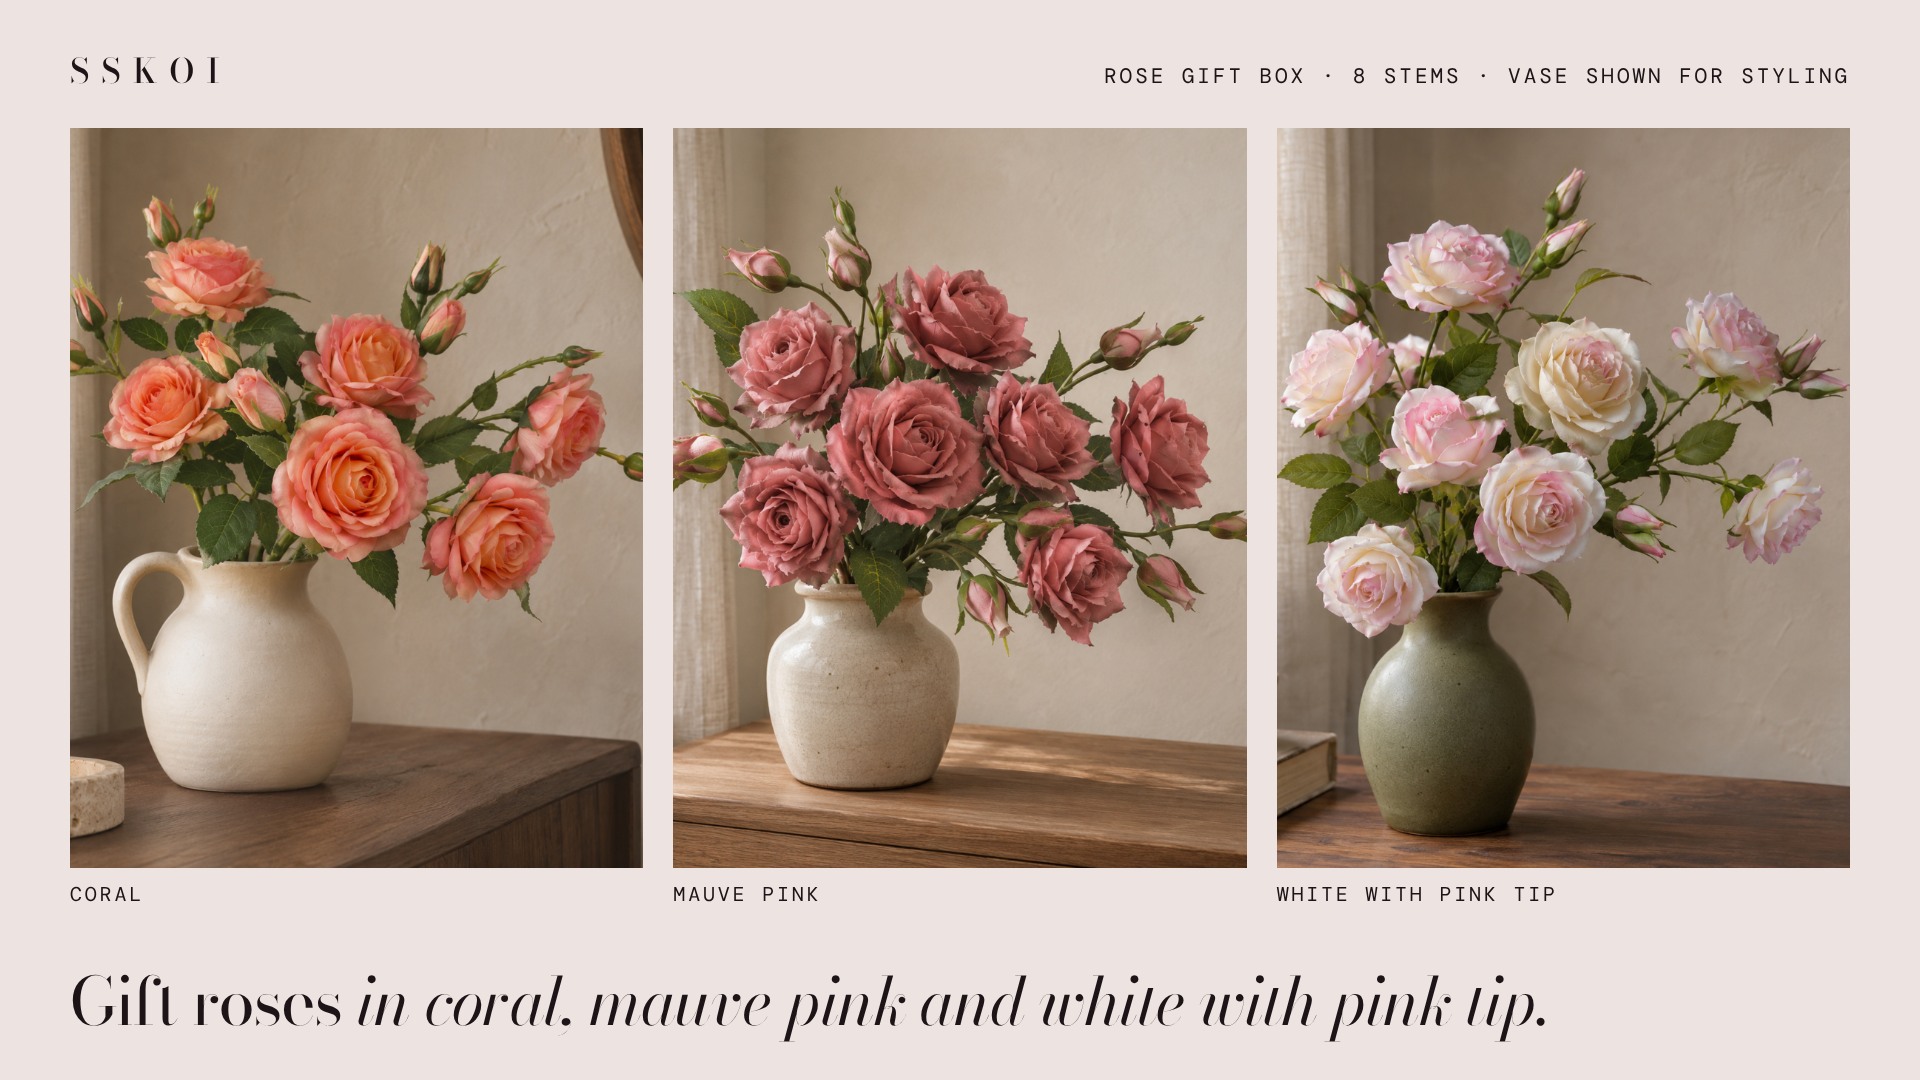 SSKOI
ROSE GIFT BOX · 8 STEMS · VASE SHOWN FOR STYLING
CORAL
MAUVE PINK
WHITE WITH PINK TIP
Gift roses in coral, mauve pink and white with pink tip.